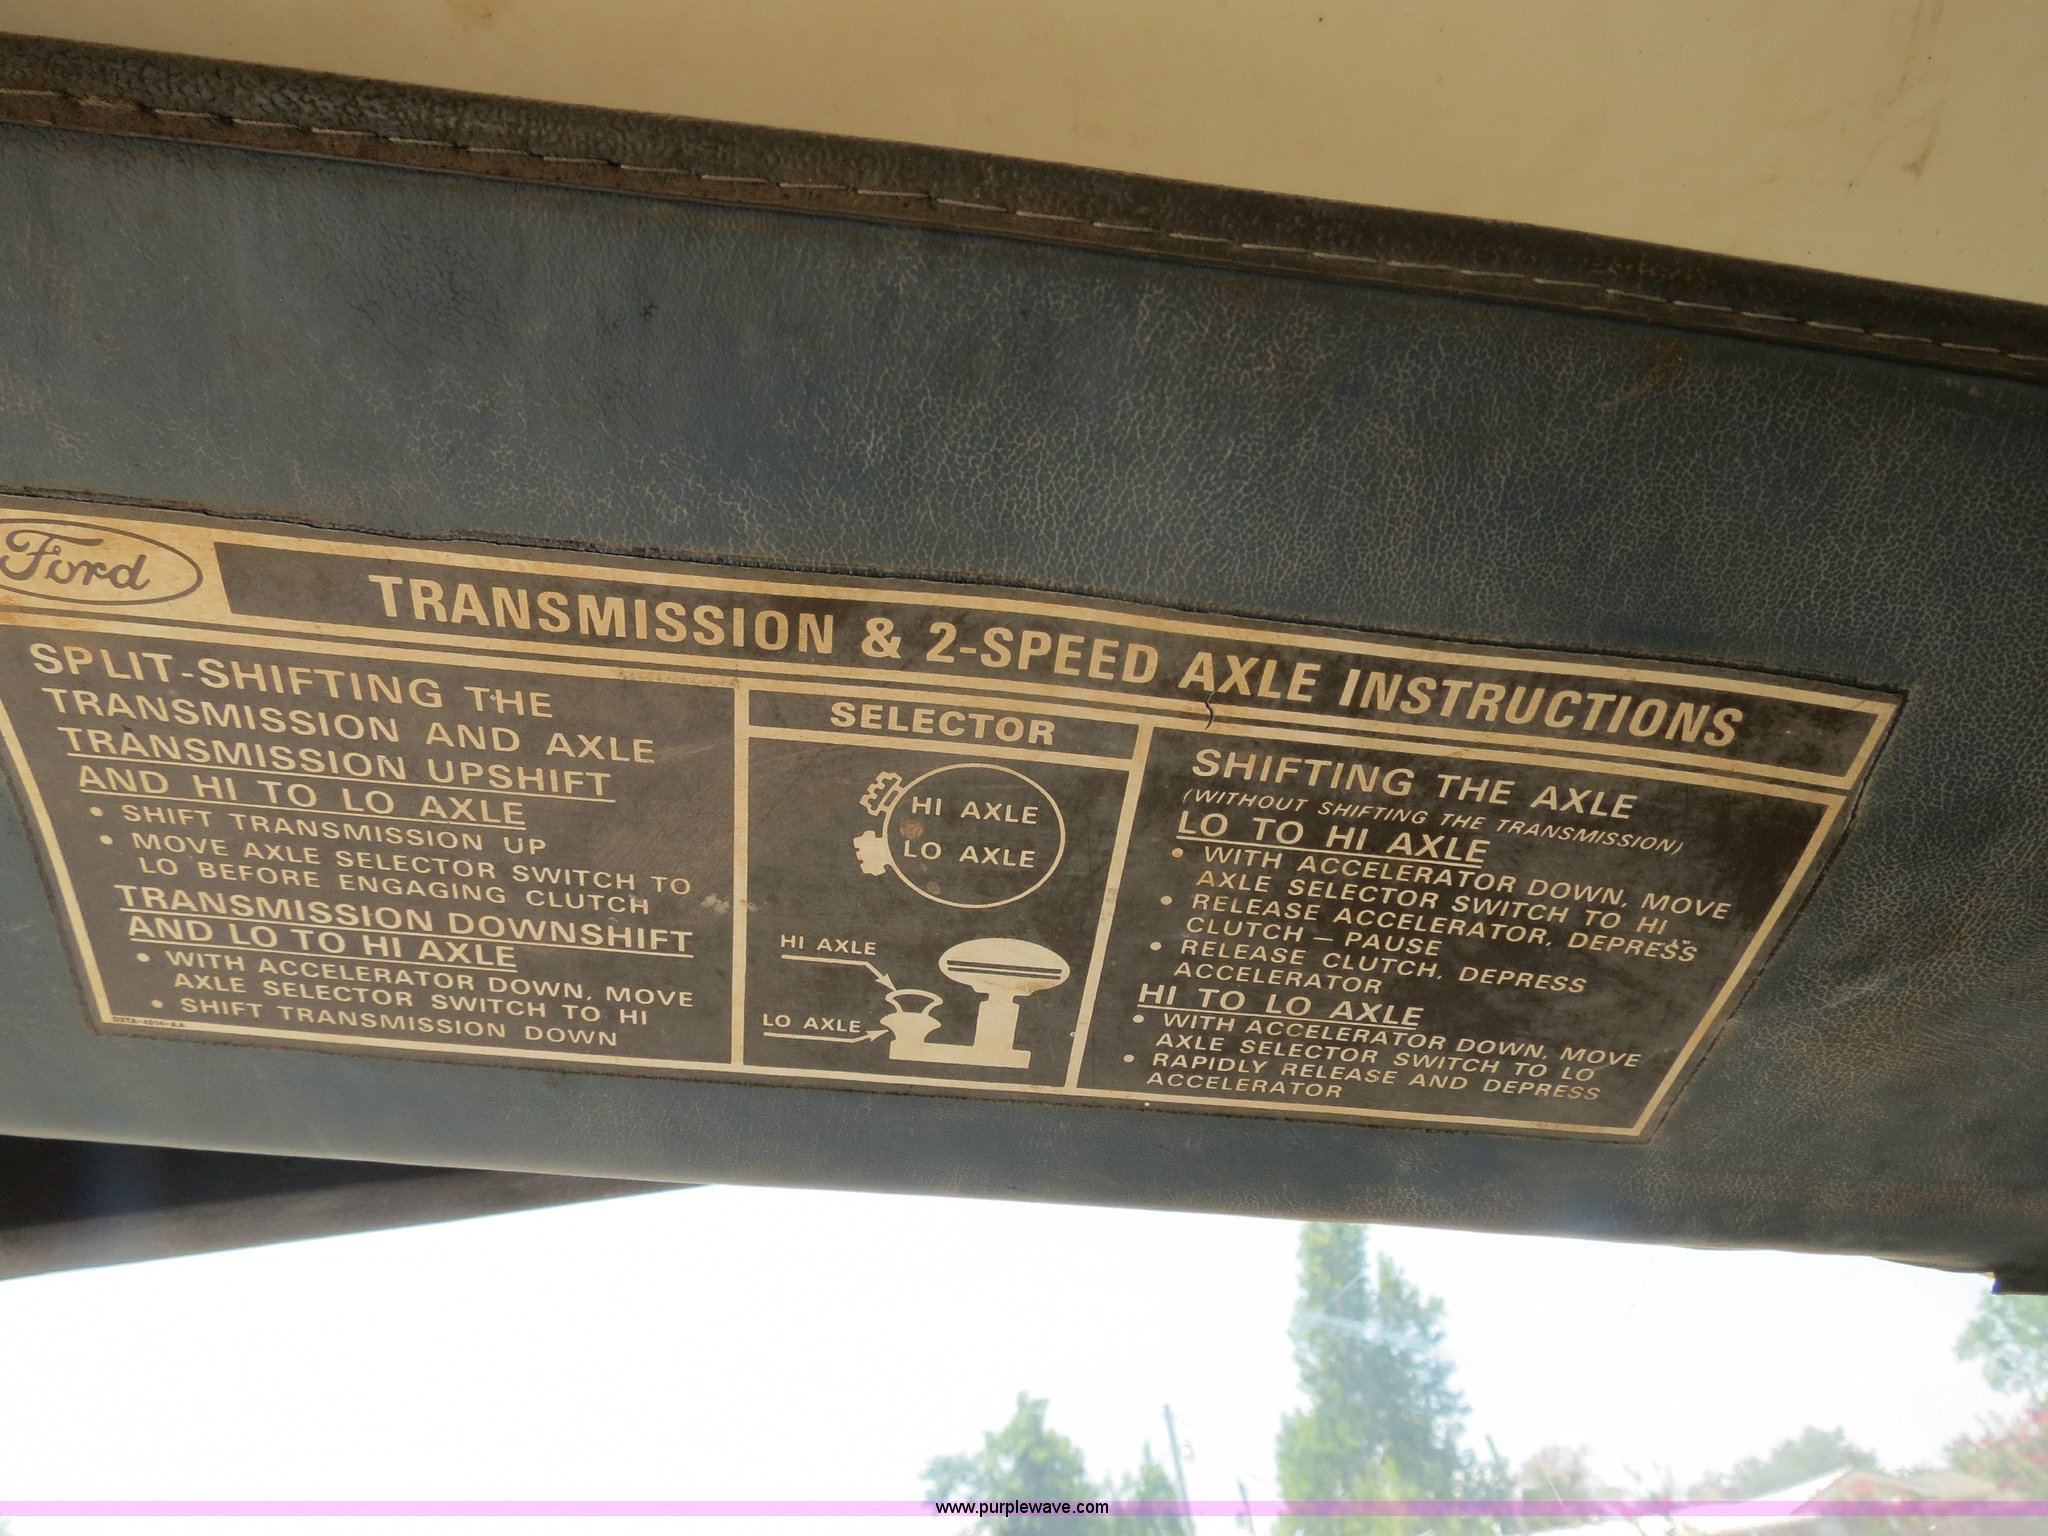 Ford
TRANSMISSION & 2-SPEED AXLE INSTRUCTIONS
SPLIT-SHIFTING THE
TRANSMISSION AND AXLE
TRANSMISSION UPSHIFT
AND HI TO LO AXLE
• SHIFT TRANSMISSION UP
• MOVE AXLE SELECTOR SWITCH TO
LO BEFORE ENGAGING CLUTCH
TRANSMISSION DOWNSHIFT
AND LO TO HI AXLE
• WITH ACCELERATOR DOWN, MOVE
AXLE SELECTOR SWITCH TO HI
• SHIFT TRANSMISSION DOWN
SELECTOR
HI AXLE
LO AXLE
HI AXLE
LO AXLE
SHIFTING THE AXLE
(WITHOUT SHIFTING THE TRANSMISSION)
LO TO HI AXLE
• WITH ACCELERATOR DOWN, MOVE
AXLE SELECTOR SWITCH TO HI
• RELEASE ACCELERATOR, DEPRESS
CLUTCH – PAUSE
• RELEASE CLUTCH, DEPRESS
ACCELERATOR
HI TO LO AXLE
• WITH ACCELERATOR DOWN, MOVE
AXLE SELECTOR SWITCH TO LO
• RAPIDLY RELEASE AND DEPRESS
ACCELERATOR
www.purplewave.com